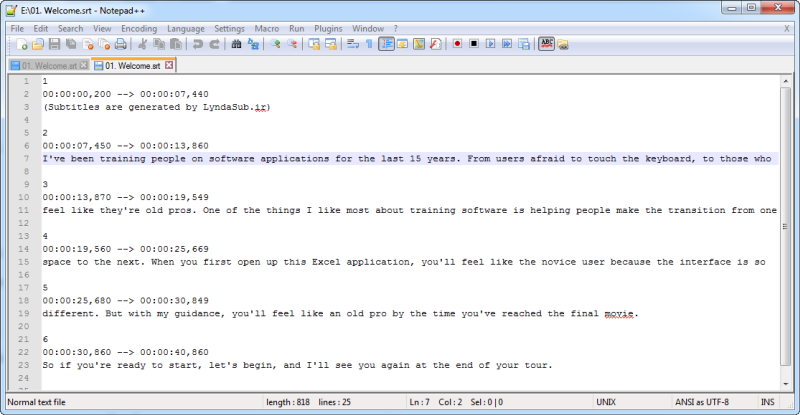 E:\01. Welcome.srt - Notepad++
File Edit Search View Encoding Language Settings Macro Run Plugins Window ? X
01. Welcome.srt 01. Welcome.srt
1 1
2 00:00:00,200 --> 00:00:07,440
3 (Subtitles are generated by LyndaSub.ir)
4
5 2
6 00:00:07,450 --> 00:00:13,860
7 I've been training people on software applications for the last 15 years. From users afraid to touch the keyboard, to those who
8
9 3
10 00:00:13,870 --> 00:00:19,549
11 feel like they're old pros. One of the things I like most about training software is helping people make the transition from one
12
13 4
14 00:00:19,560 --> 00:00:25,669
15 space to the next. When you first open up this Excel application, you'll feel like the novice user because the interface is so
16
17 5
18 00:00:25,680 --> 00:00:30,849
19 different. But with my guidance, you'll feel like an old pro by the time you've reached the final movie.
20
21 6
22 00:00:30,860 --> 00:00:40,860
23 So if you're ready to start, let's begin, and I'll see you again at the end of your tour.
24
25
Normal text file length : 818 lines : 25 Ln : 7 Col : 2 Sel : 0 | 0 UNIX ANSI as UTF-8 INS